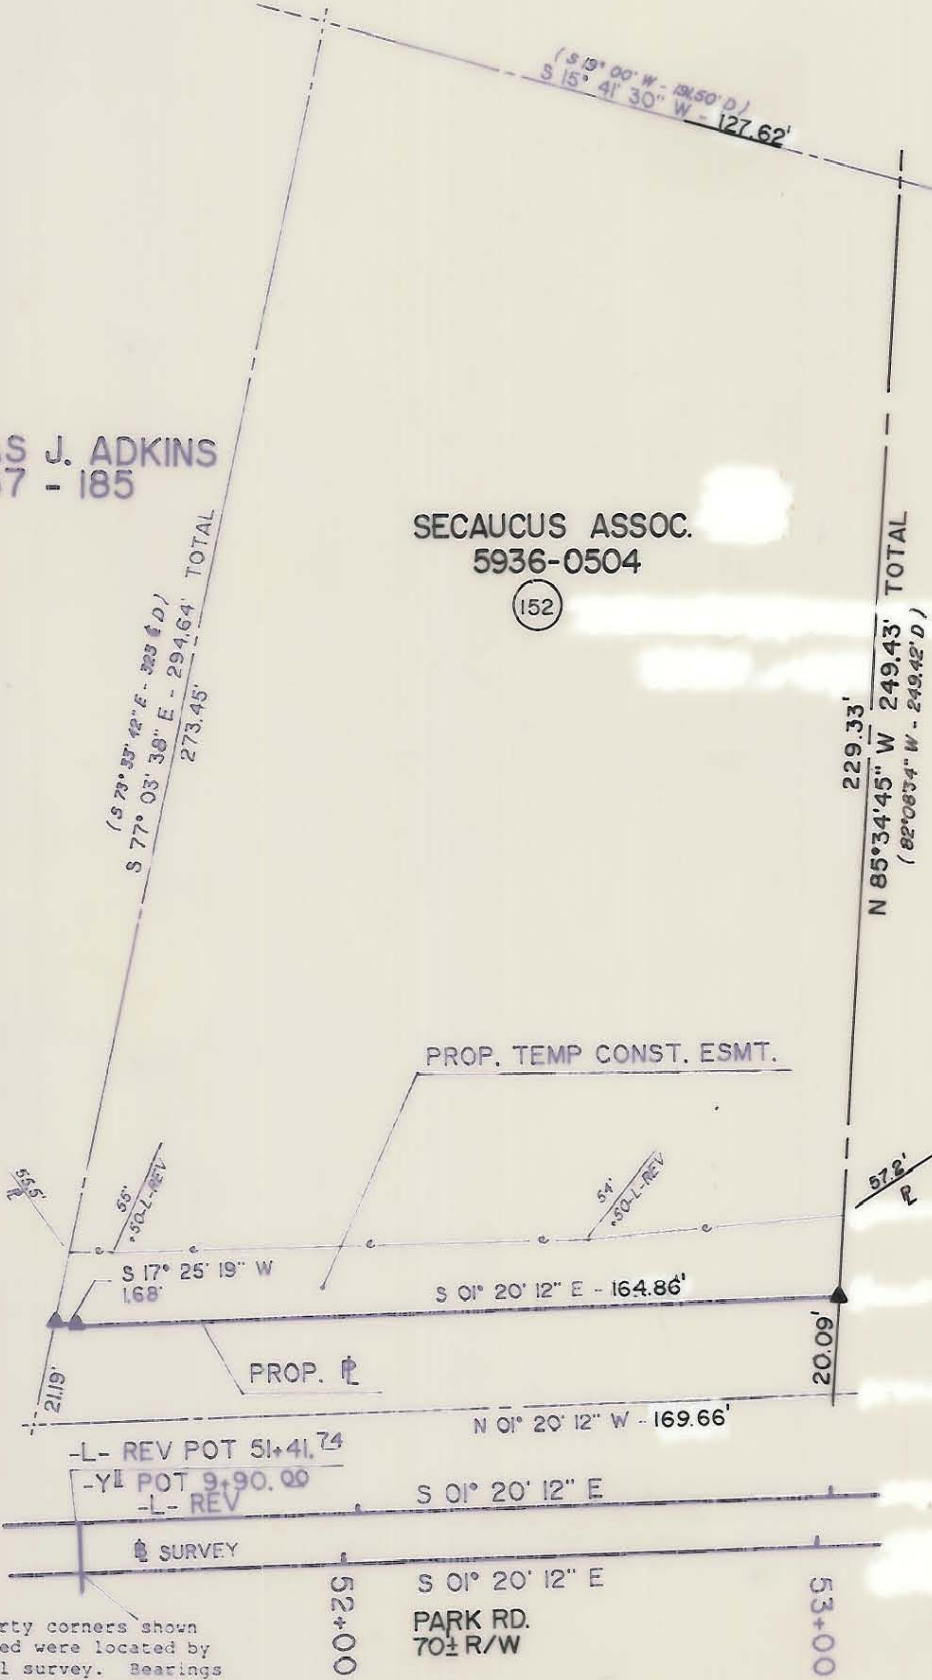 (S 19° 00' W - 191.50' D)
S 15° 41' 30" W - 127.62'
AS J. ADKINS
7 - 185
SECAUCUS ASSOC.
5936-0504
152
(S 73° 33' 42" E - 323 ₵ D)
S 77° 03' 38" E - 294.64' TOTAL
273.45'
229.33'
N 85°34'45" W 249.43' TOTAL
(82°08'34" W - 249.42' D)
PROP. TEMP CONST. ESMT.
55.5'
55'
+50-L-REV
54'
+50-L-REV
57.2'
S 17° 25' 19" W
1.68'
S 01° 20' 12" E - 164.86'
PROP. ⅊
21.19'
20.09'
N 01° 20' 12" W - 169.66'
-L- REV POT 51+41.74
-YII POT 9+90.00
-L- REV
S 01° 20' 12" E
SURVEY
S 01° 20' 12" E
52+00
53+00
PARK RD.
70± R/W
rty corners shown
ed were located by
l survey. Bearings